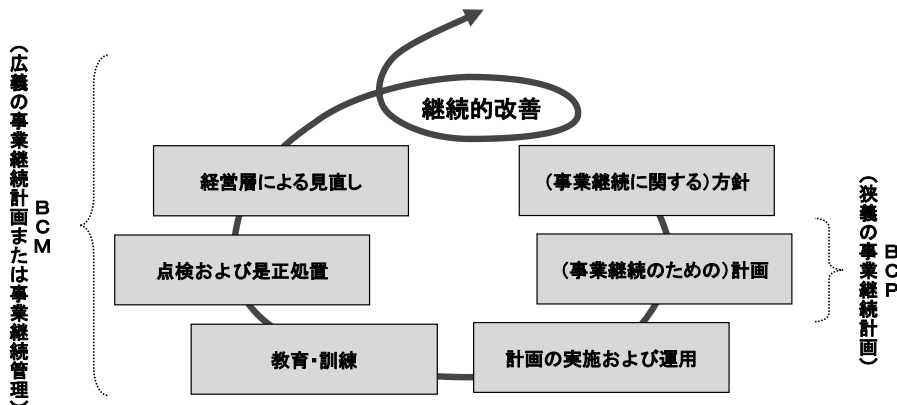 継続的改善
経営層による見直し
（事業継続に関する）方針
点検および是正処置
（事業継続のための）計画
教育・訓練
計画の実施および運用
ＢＣＭ
（広義の事業継続計画または事業継続管理）
ＢＣＰ
（狭義の事業継続計画）